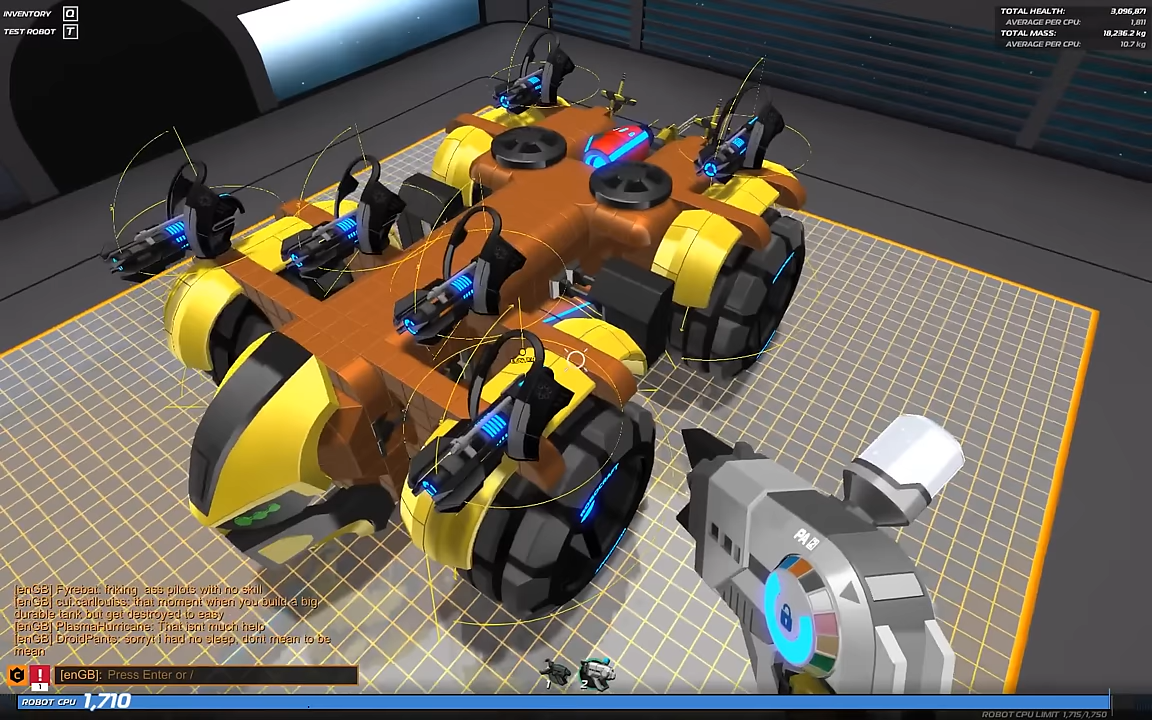 INVENTORY Q
TEST ROBOT T
TOTAL HEALTH: 3,096,871
AVERAGE PER CPU: 1,811
TOTAL MASS: 18,236.2 kg
AVERAGE PER CPU: 10.7 kg
PA
[enGB] Fyrebat: friking ass pilots with no skill
[enGB] cui.carllouiss: that moment when you build a big
durable tank but get destroyed to easy
[enGB] PlasmaHurricane: That isnt much help
[enGB] DroidPants: sorry! i had no sleep. dont mean to be
mean
C ! 1 [enGB]: Press Enter or /
1 2
ROBOT CPU 1,710
ROBOT CPU LIMIT 1,715/1,750